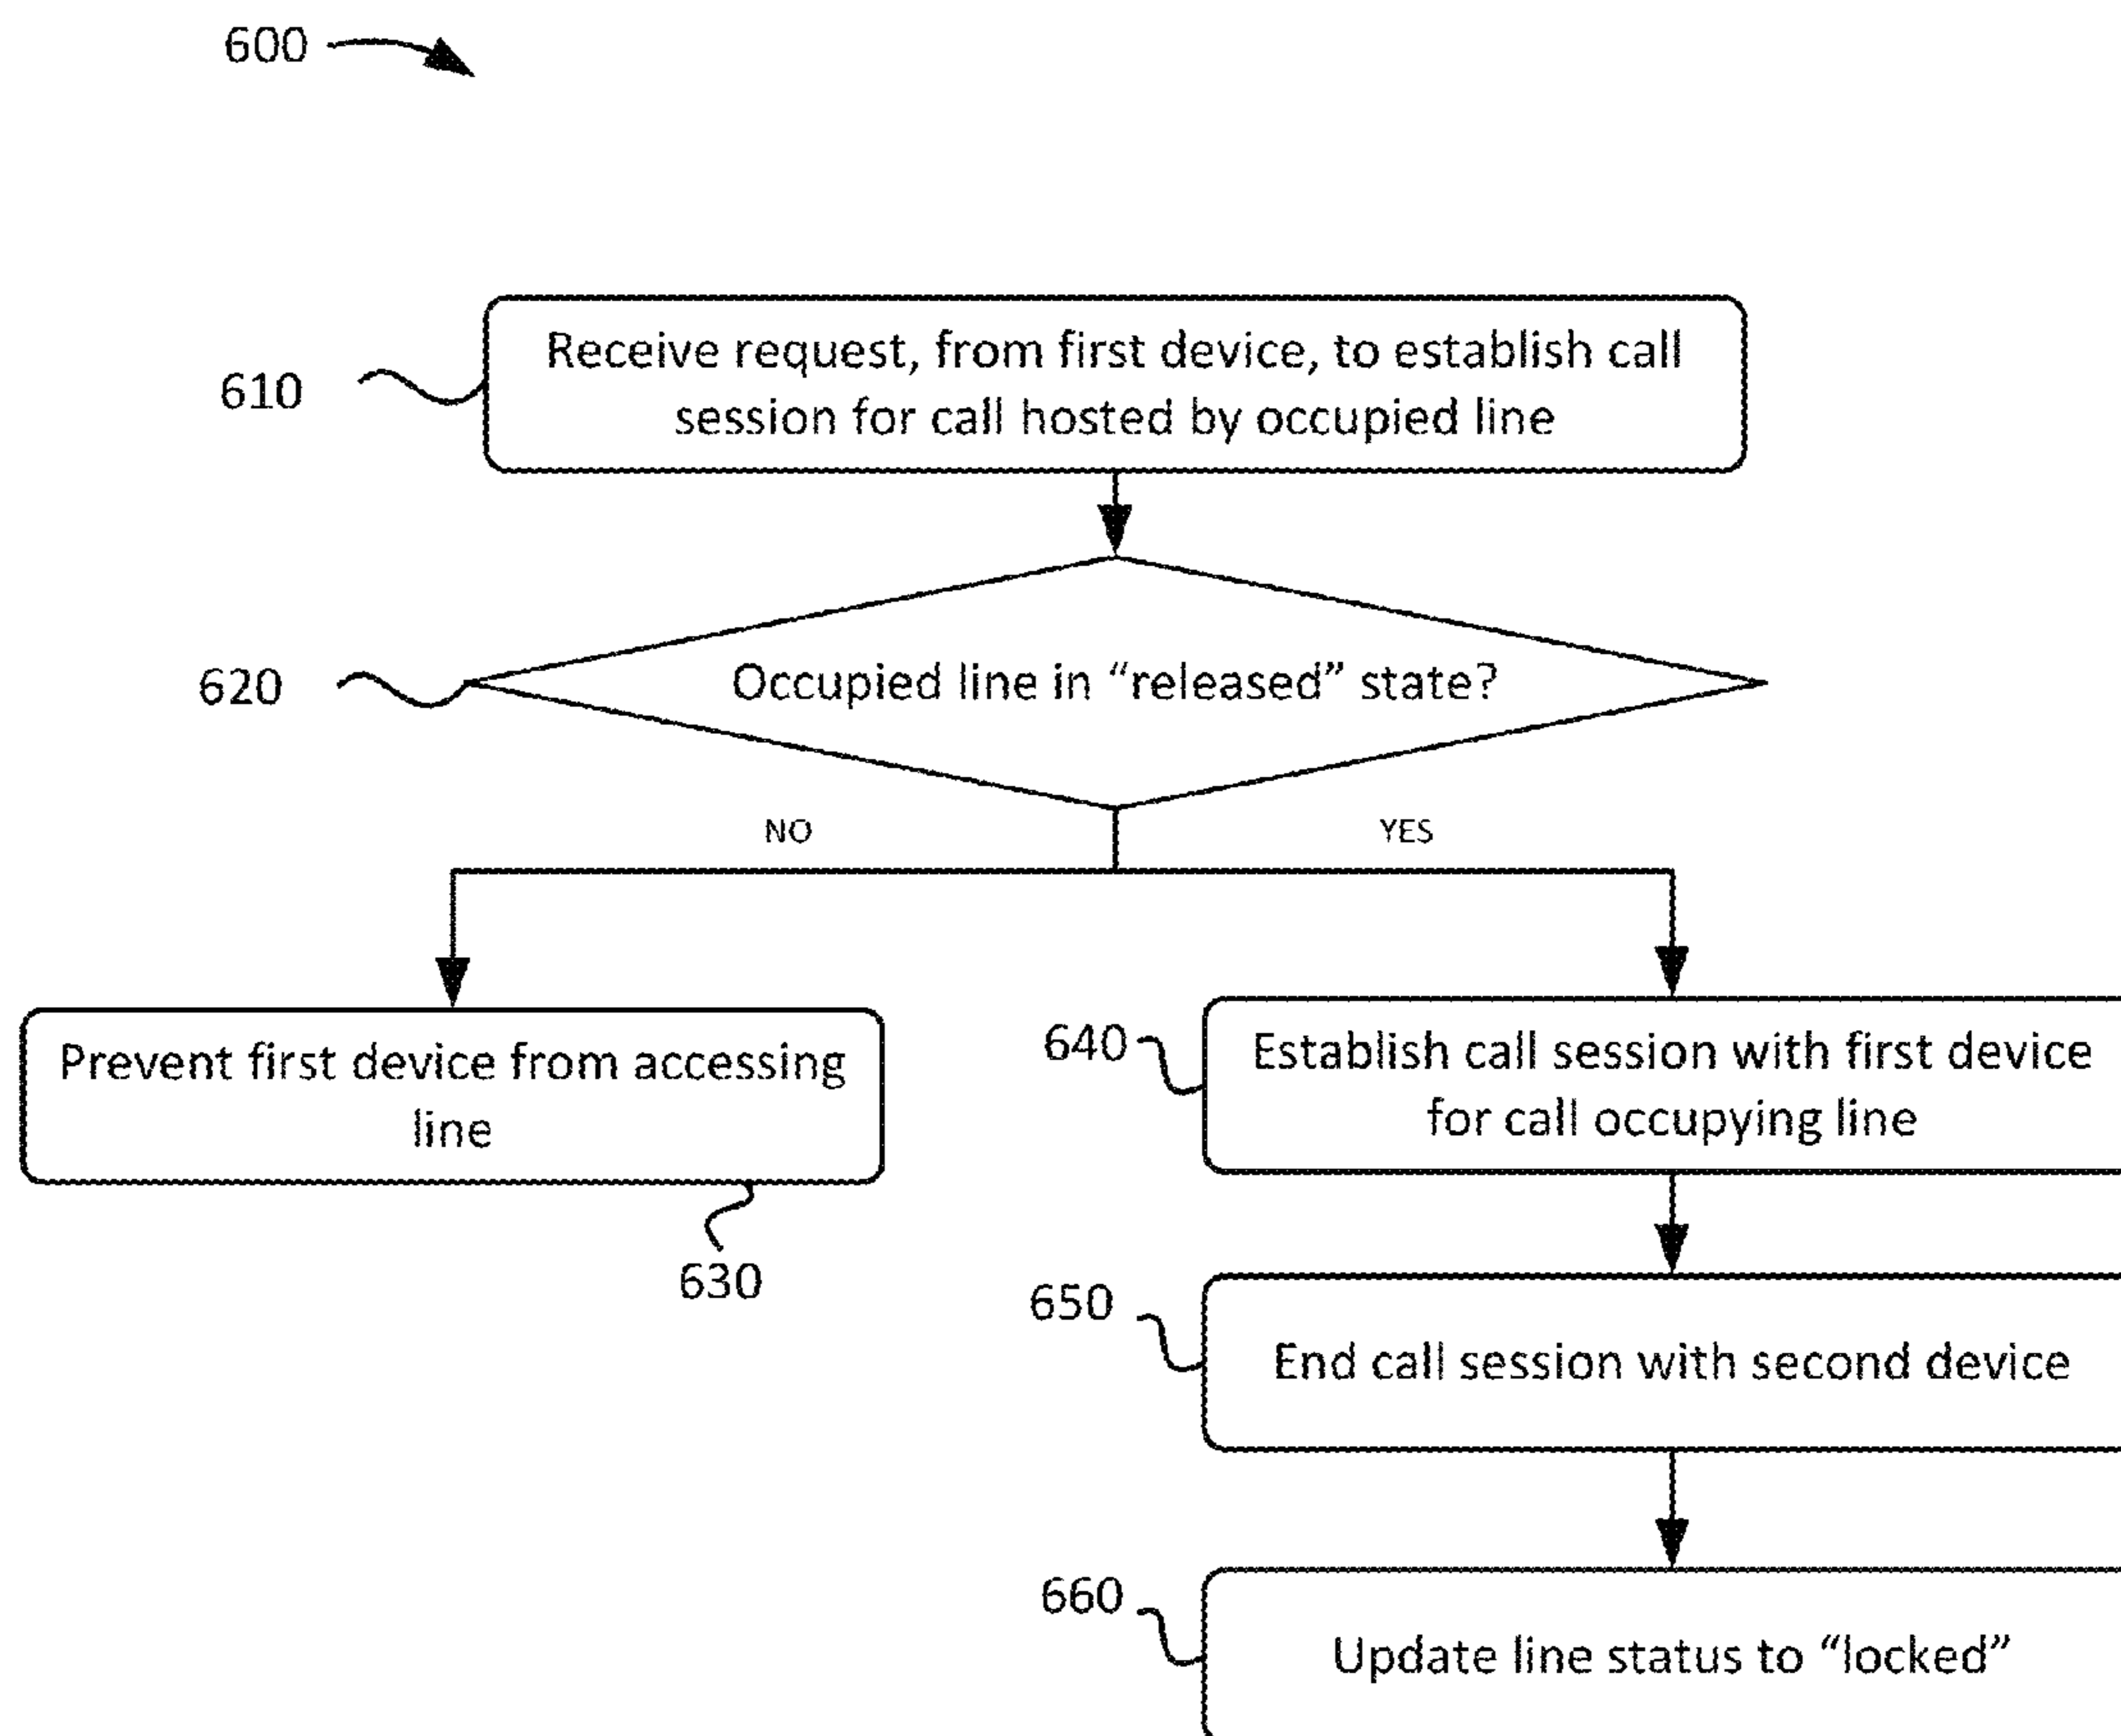 600
610
Receive request, from first device, to establish call
session for call hosted by occupied line
620
Occupied line in “released” state?
NO
YES
Prevent first device from accessing
line
630
640
Establish call session with first device
for call occupying line
650
End call session with second device
660
Update line status to “locked”